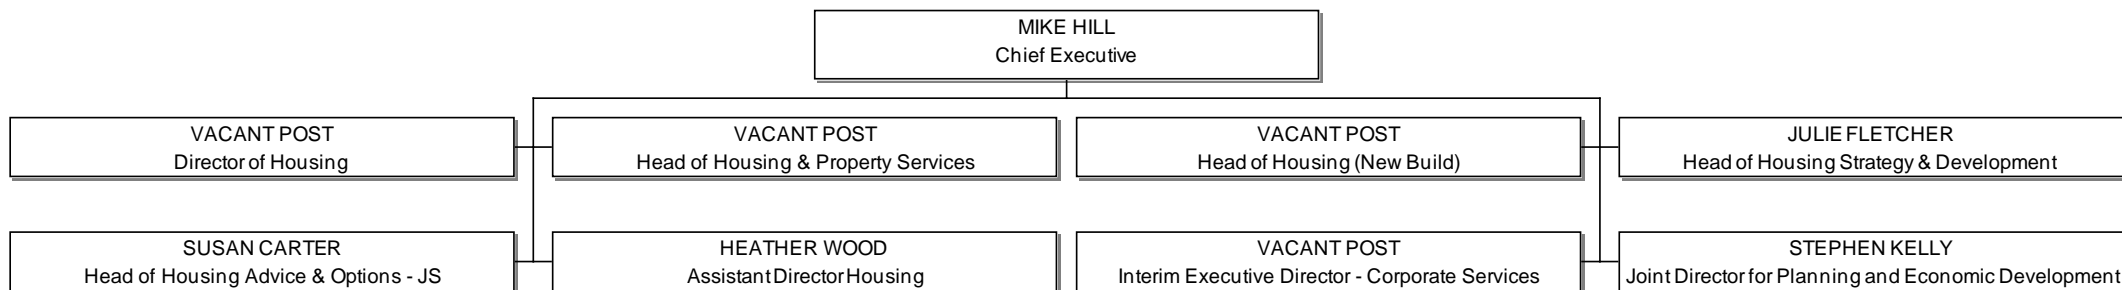 MIKE HILL
Chief Executive
VACANT POST
Director of Housing
VACANT POST
Head of Housing & Property Services
VACANT POST
Head of Housing (New Build)
JULIE FLETCHER
Head of Housing Strategy & Development
SUSAN CARTER
Head of Housing Advice & Options - JS
HEATHER WOOD
Assistant Director Housing
VACANT POST
Interim Executive Director - Corporate Services
STEPHEN KELLY
Joint Director for Planning and Economic Development